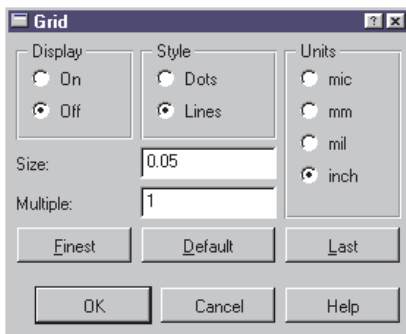 Grid
Display
On
Off
Style
Dots
Lines
Units
mic
mm
mil
inch
Size: 0.05
Multiple: 1
Finest Default Last
OK Cancel Help